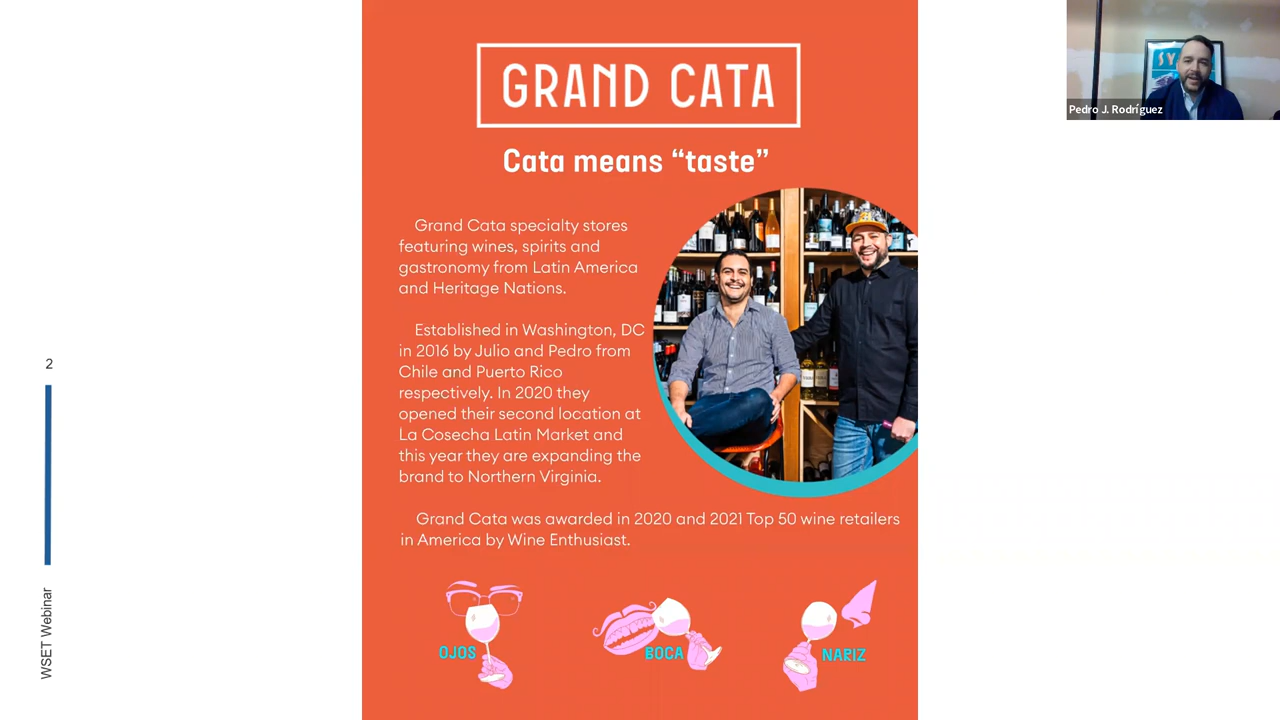 GRAND CATA
Cata means “taste”
Grand Cata specialty stores
featuring wines, spirits and
gastronomy from Latin America
and Heritage Nations.
Established in Washington, DC
in 2016 by Julio and Pedro from
Chile and Puerto Rico
respectively. In 2020 they
opened their second location at
La Cosecha Latin Market and
this year they are expanding the
brand to Northern Virginia.
Grand Cata was awarded in 2020 and 2021 Top 50 wine retailers
in America by Wine Enthusiast.
OJOS
BOCA
NARIZ
2
WSET Webinar
Pedro J. Rodríguez